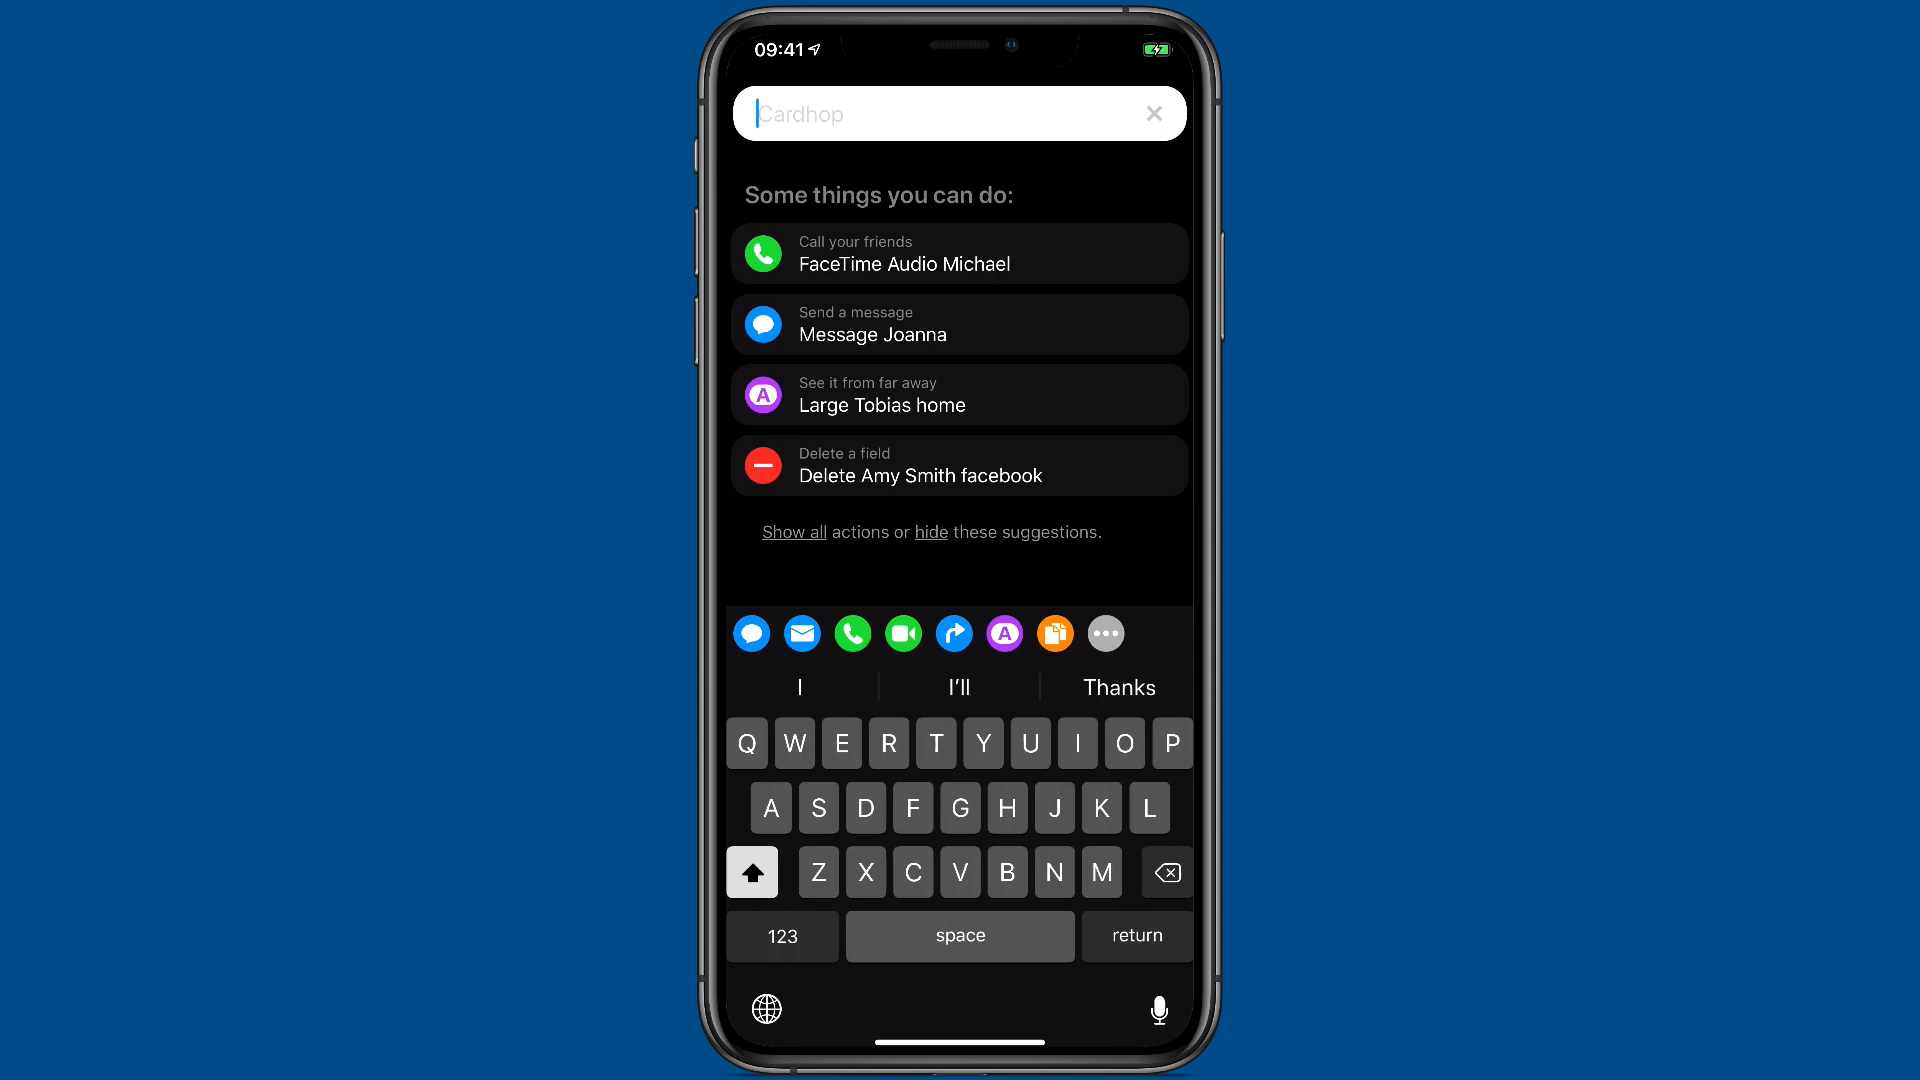 09:41
Cardhop
Some things you can do:
Call your friends
FaceTime Audio Michael
Send a message
Message Joanna
A
See it from far away
Large Tobias home
Delete a field
Delete Amy Smith facebook
Show all actions or hide these suggestions.
A
I I’ll Thanks
Q W E R T Y U I O P
A S D F G H J K L
Z X C V B N M
123 space return